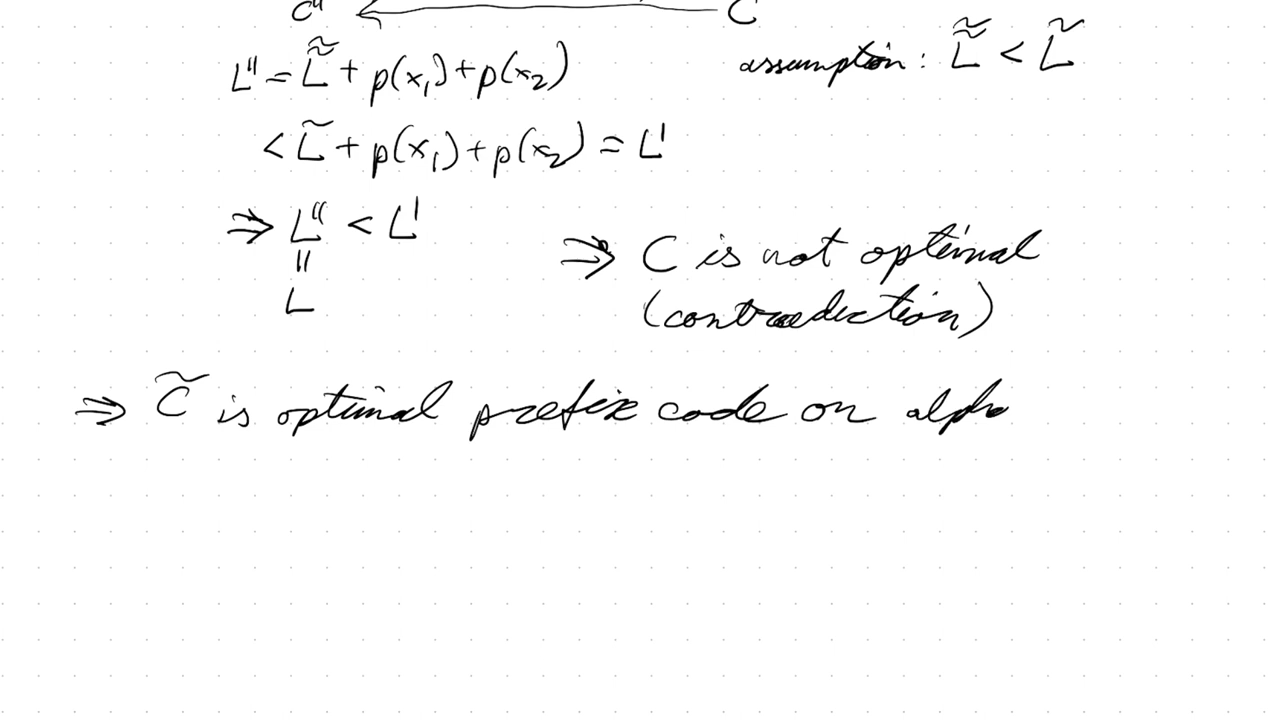 C'' ← C
L'' = L̃̃ + p(x₁) + p(x₂)
assumption: L̃̃ < L̃
< L̃ + p(x₁) + p(x₂) = L'
⇒ L'' < L'
=
L
⇒ C is not optimal
(contradiction)
⇒ C̃ is optimal prefix code on alpha